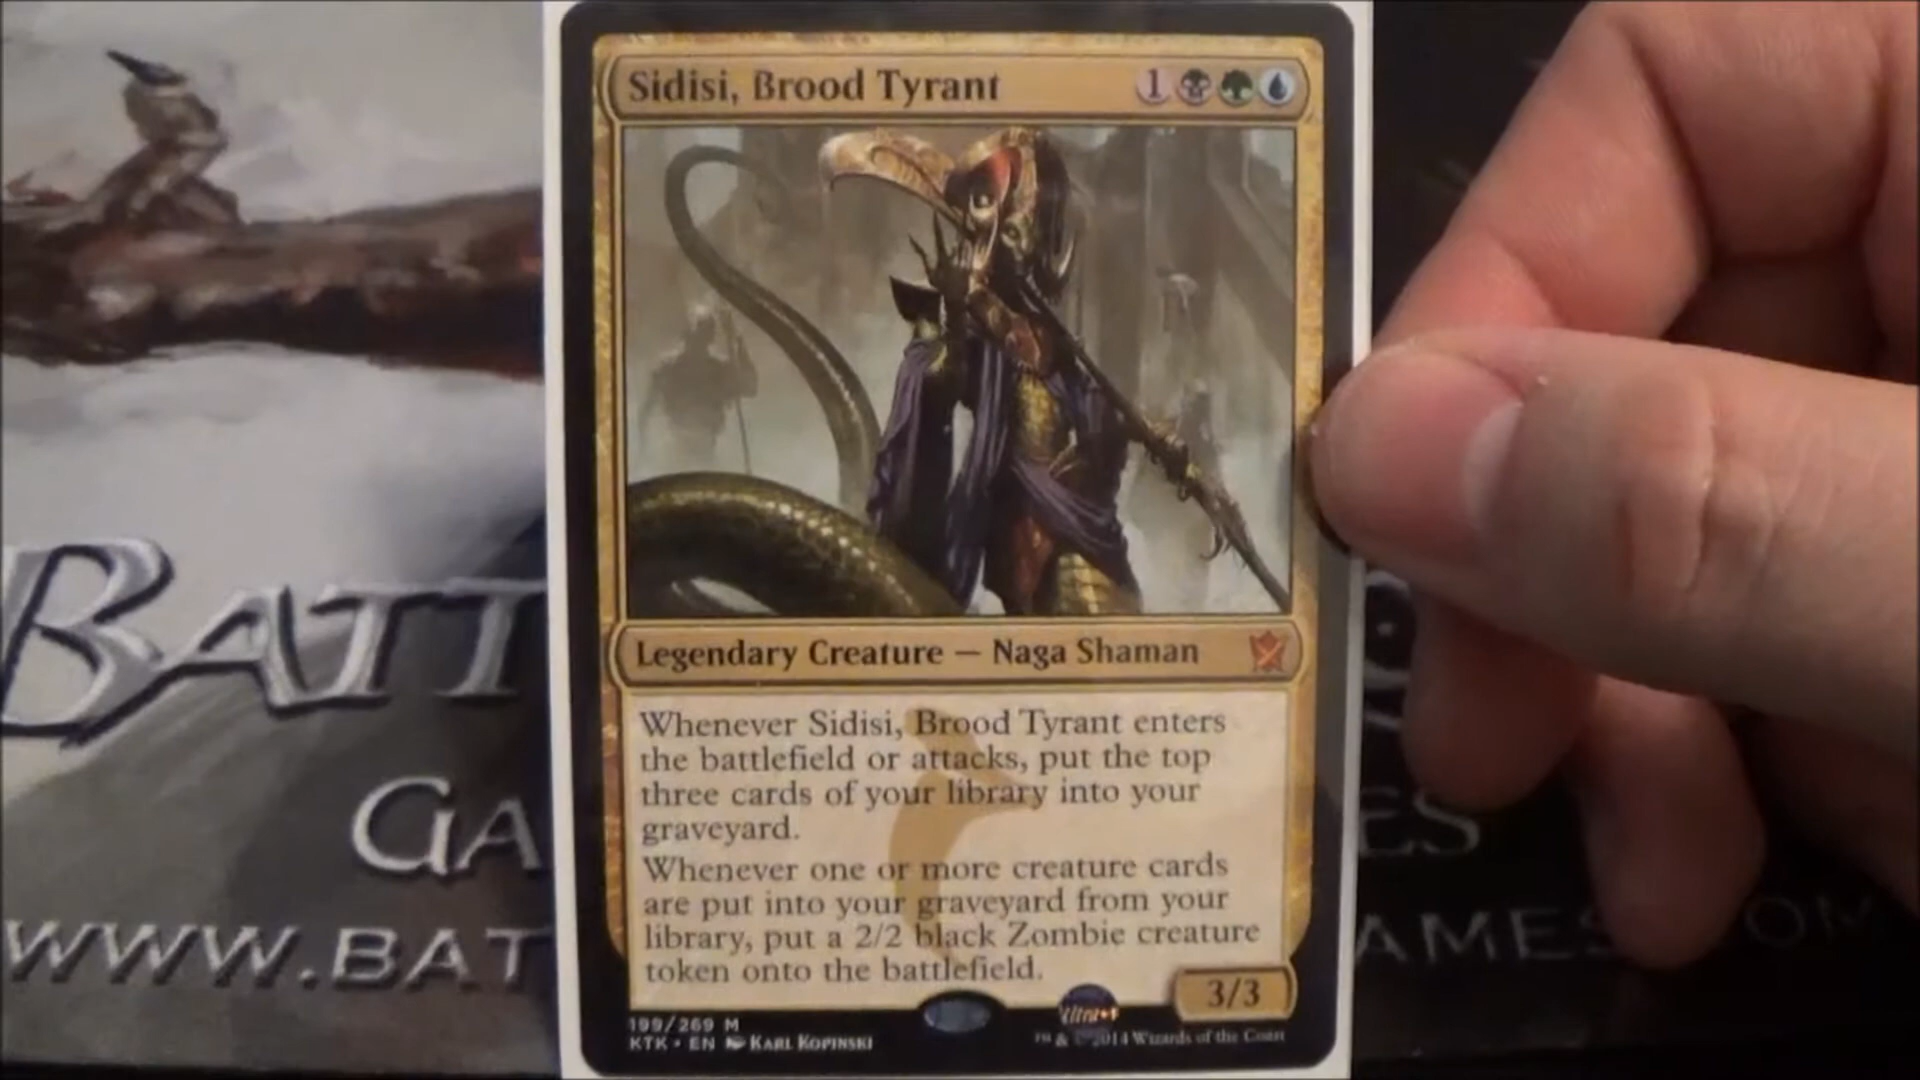 Sidisi, Brood Tyrant 1
Legendary Creature — Naga Shaman
Whenever Sidisi, Brood Tyrant enters
the battlefield or attacks, put the top
three cards of your library into your
graveyard.
Whenever one or more creature cards
are put into your graveyard from your
library, put a 2/2 black Zombie creature
token onto the battlefield.
3/3
199/269 M
KTK • EN Karl Kopinski
™ & © 2014 Wizards of the Coast
Batt
Ga
es
www.bat
ames.com